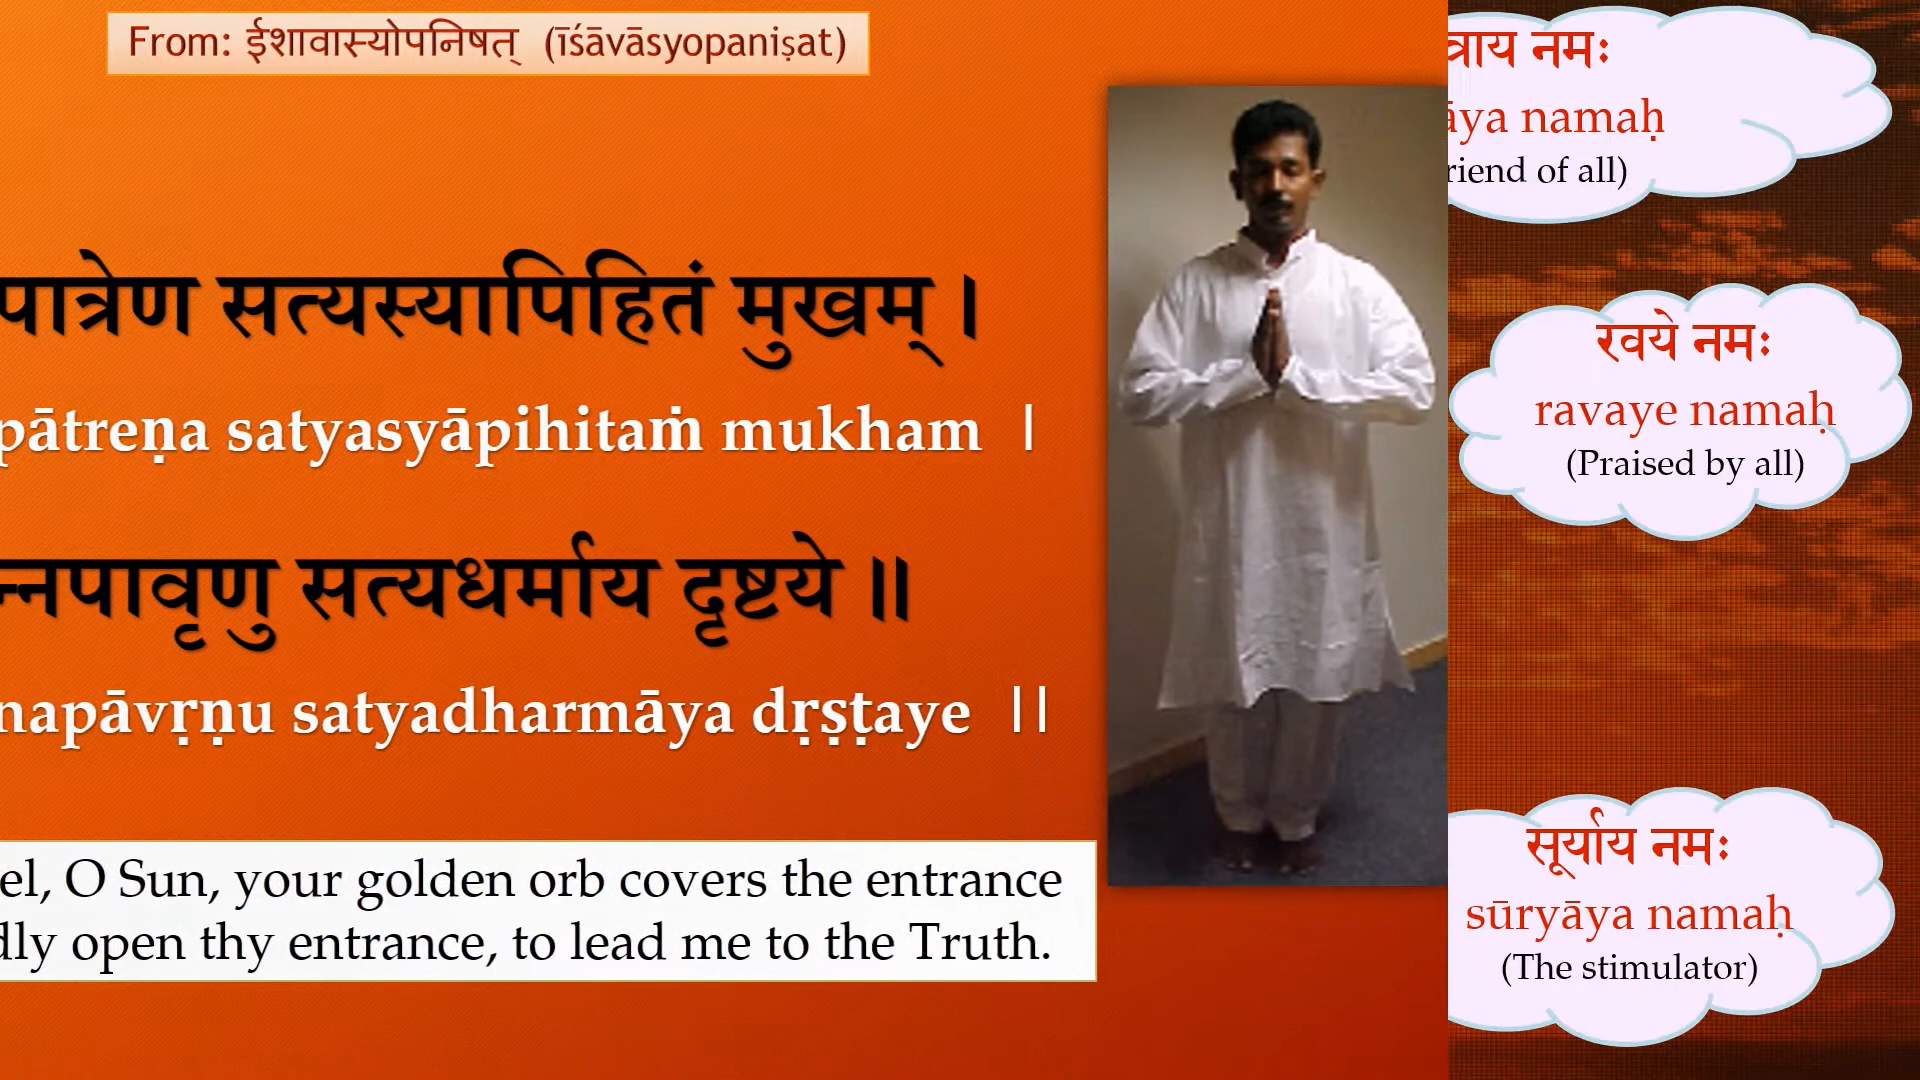 From: ईशावास्योपनिषत् (īśāvāsyopaniṣat)
पात्रेण सत्यस्यापिहितं मुखम् ।
pātreṇa satyasyāpihitaṁ mukham |
न्नपावृणु सत्यधर्माय दृष्टये ॥
napāvṛṇu satyadharmāya dṛṣṭaye ||
el, O Sun, your golden orb covers the entrance
dly open thy entrance, to lead me to the Truth.
त्राय नमः
āya namaḥ
riend of all)
रवये नमः
ravaye namaḥ
(Praised by all)
सूर्याय नमः
sūryāya namaḥ
(The stimulator)